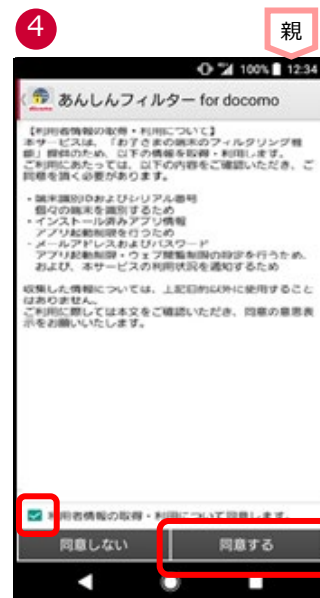 4
親
100% 12:34
あんしんフィルター for docomo
【利用者情報の取得・利用について】
本サービスは、「お子さまの端末のフィルタリング機
能」提供のため、以下の情報を取得・利用します。
ご利用にあたっては、以下の内容をご確認いただき、ご
同意を頂く必要があります。
・端末識別IDおよびシリアル番号
個々の端末を識別するため
・インストール済みアプリ情報
アプリ起動制限を行うため
・メールアドレスおよびパスワード
アプリ起動制限・ウェブ閲覧制限の設定を行うため、
および、本サービスの利用状況を通知するため
収集した情報については、上記目的以外に使用すること
はありません。
ご利用に際しては本文をご確認いただき、同意の意思表
示をお願いいたします。
利用者情報の取得・利用について同意します。
同意しない
同意する